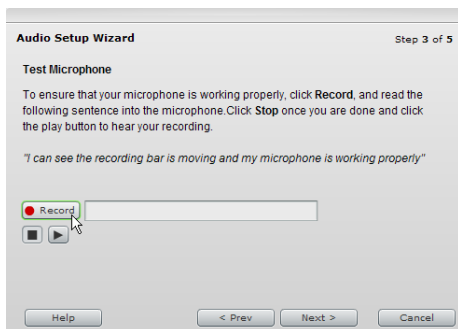 Audio Setup Wizard Step 3 of 5
Test Microphone
To ensure that your microphone is working properly, click Record, and read the
following sentence into the microphone.Click Stop once you are done and click
the play button to hear your recording.
"I can see the recording bar is moving and my microphone is working properly"
Record
Help < Prev Next > Cancel